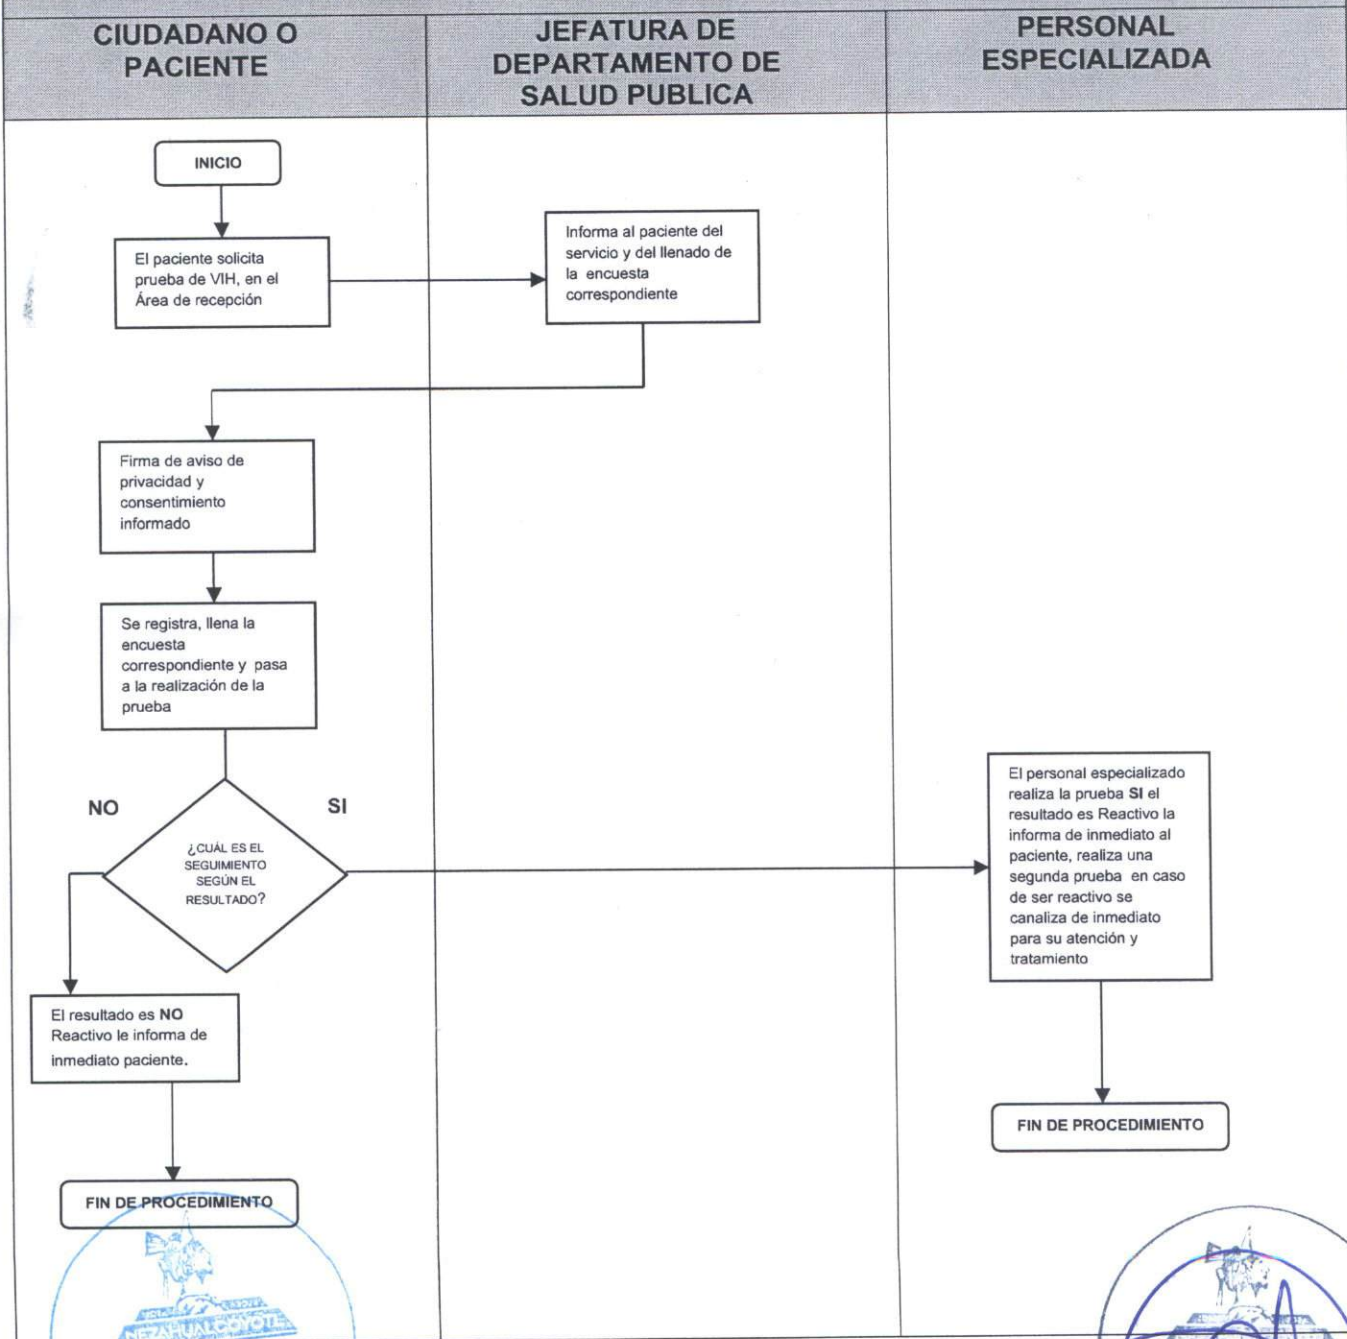 CIUDADANO O
PACIENTE
JEFATURA DE
DEPARTAMENTO DE
SALUD PUBLICA
PERSONAL
ESPECIALIZADA
INICIO
El paciente solicita
prueba de VIH, en el
Área de recepción
Informa al paciente del
servicio y del llenado de
la encuesta
correspondiente
Firma de aviso de
privacidad y
consentimiento
informado
Se registra, llena la
encuesta
correspondiente y pasa
a la realización de la
prueba
NO
SI
¿CUÁL ES EL
SEGUIMIENTO
SEGÚN EL
RESULTADO?
El personal especializado
realiza la prueba SI el
resultado es Reactivo la
informa de inmediato al
paciente, realiza una
segunda prueba en caso
de ser reactivo se
canaliza de inmediato
para su atención y
tratamiento
El resultado es NO
Reactivo le informa de
inmediato paciente.
FIN DE PROCEDIMIENTO
FIN DE PROCEDIMIENTO
NEZAHUALCOYOTL